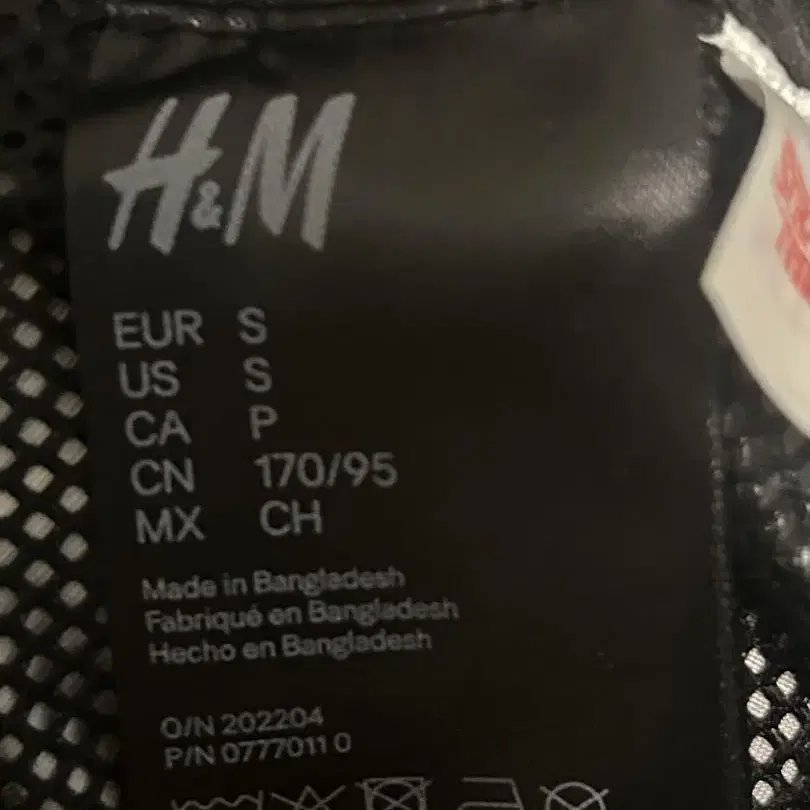 H&M
EUR S
US S
CA P
CN 170/95
MX CH
Made in Bangladesh
Fabriqué en Bangladesh
Hecho en Bangladesh
O/N 202204
P/N 0777011 0